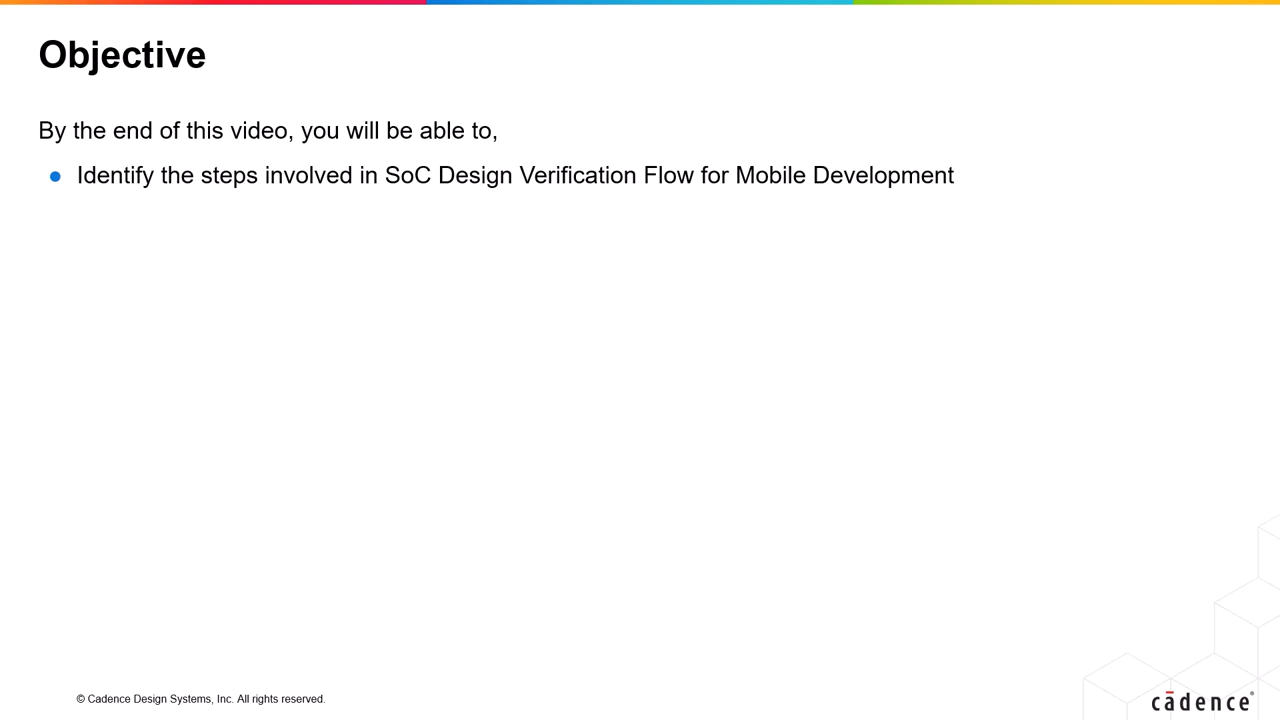 Objective
By the end of this video, you will be able to,
● Identify the steps involved in SoC Design Verification Flow for Mobile Development
© Cadence Design Systems, Inc. All rights reserved.
cādence®